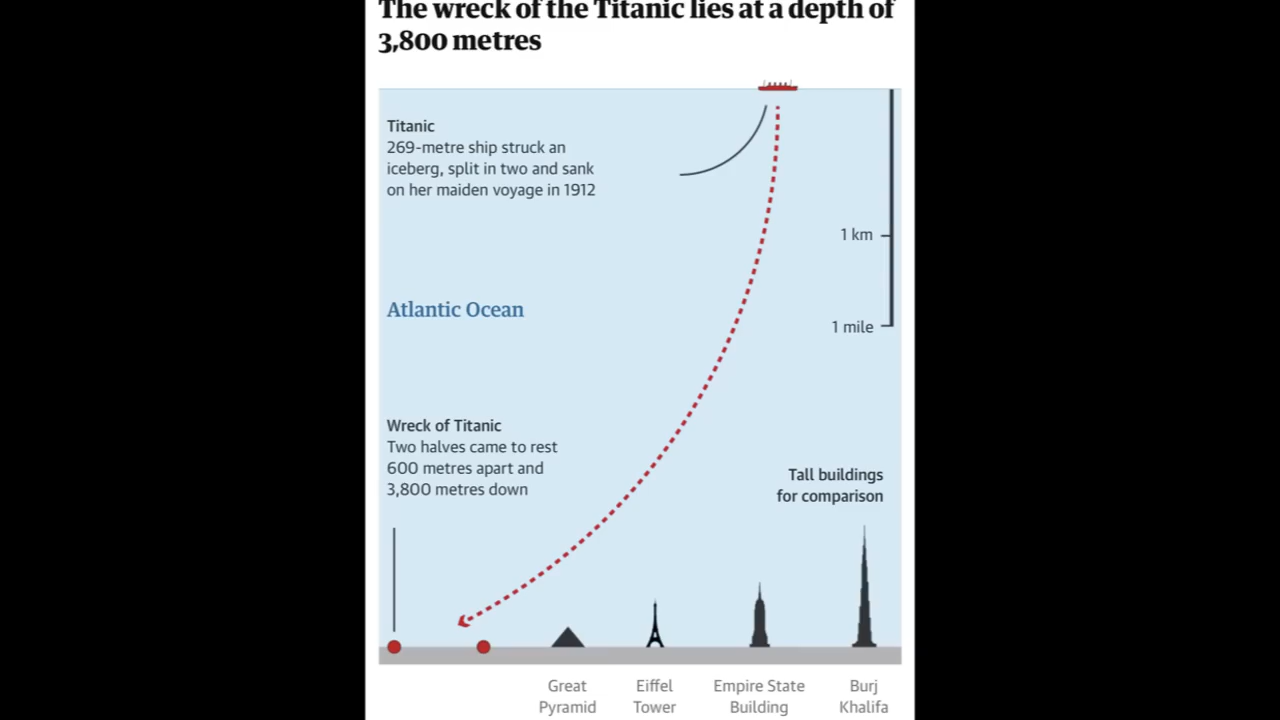 The wreck of the Titanic lies at a depth of
3,800 metres
Titanic
269-metre ship struck an
iceberg, split in two and sank
on her maiden voyage in 1912
1 km
Atlantic Ocean
1 mile
Wreck of Titanic
Two halves came to rest
600 metres apart and
3,800 metres down
Tall buildings
for comparison
Great
Pyramid
Eiffel
Tower
Empire State
Building
Burj
Khalifa